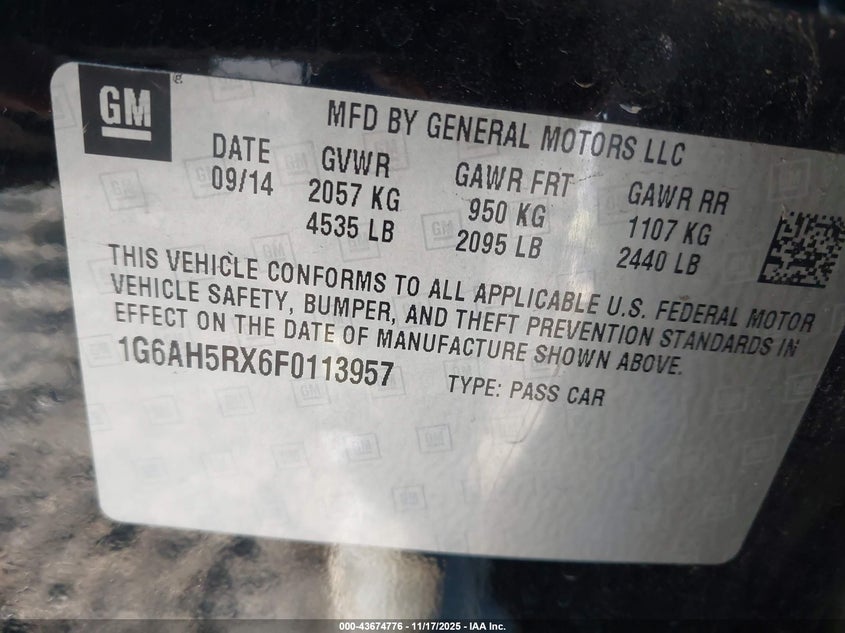 GM
MFD BY GENERAL MOTORS LLC
DATE GVWR GAWR FRT GAWR RR
09/14 2057 KG 950 KG 1107 KG
4535 LB 2095 LB 2440 LB
THIS VEHICLE CONFORMS TO ALL APPLICABLE U.S. FEDERAL MOTOR
VEHICLE SAFETY, BUMPER, AND THEFT PREVENTION STANDARDS IN
EFFECT ON THE DATE OF MANUFACTURE SHOWN ABOVE.
1G6AH5RX6F0113957 TYPE: PASS CAR
000-43674776 - 11/17/2025 - IAA Inc.